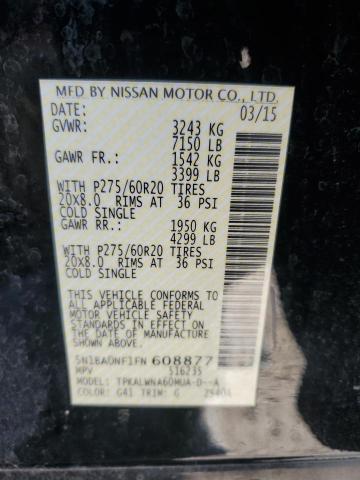 MFD BY NISSAN MOTOR CO., LTD.
DATE: 03/15
GVWR: 3243 KG
7150 LB
GAWR FR.: 1542 KG
3399 LB
WITH P275/60R20 TIRES
20X8.0 RIMS AT 36 PSI
COLD SINGLE
GAWR RR.: 1950 KG
4299 LB
WITH P275/60R20 TIRES
20X8.0 RIMS AT 36 PSI
COLD SINGLE
THIS VEHICLE CONFORMS TO
ALL APPLICABLE FEDERAL
MOTOR VEHICLE SAFETY
STANDARDS IN EFFECT ON
THE DATE OF MANUFACTURE
SHOWN ABOVE
5N1BA0NF1FN 608877
MPV 516235
MODEL: TPKALWNA60MUA-D--A
COLOR: G41 TRIM: G